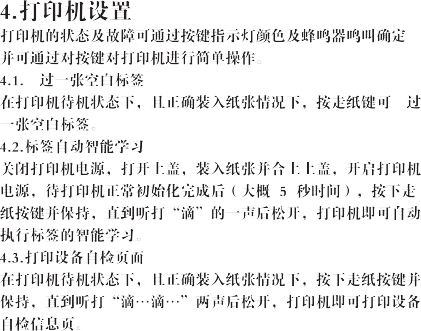 4.打印机设置
打印机的状态及故障可通过按键指示灯颜色及蜂鸣器鸣叫确定
并可通过对按键对打印机进行简单操作。
4.1. 过一张空白标签
在打印机待机状态下，且正确装入纸张情况下，按走纸键可 过
一张空白标签。
4.2.标签自动智能学习
关闭打印机电源，打开上盖，装入纸张并合上上盖，开启打印机
电源，待打印机正常初始化完成后（大概 5 秒时间），按下走
纸按键并保持，直到听打“滴”的一声后松开，打印机即可自动
执行标签的智能学习。
4.3.打印设备自检页面
在打印机待机状态下，且正确装入纸张情况下，按下走纸按键并
保持，直到听打“滴…滴…”两声后松开，打印机即可打印设备
自检信息页。